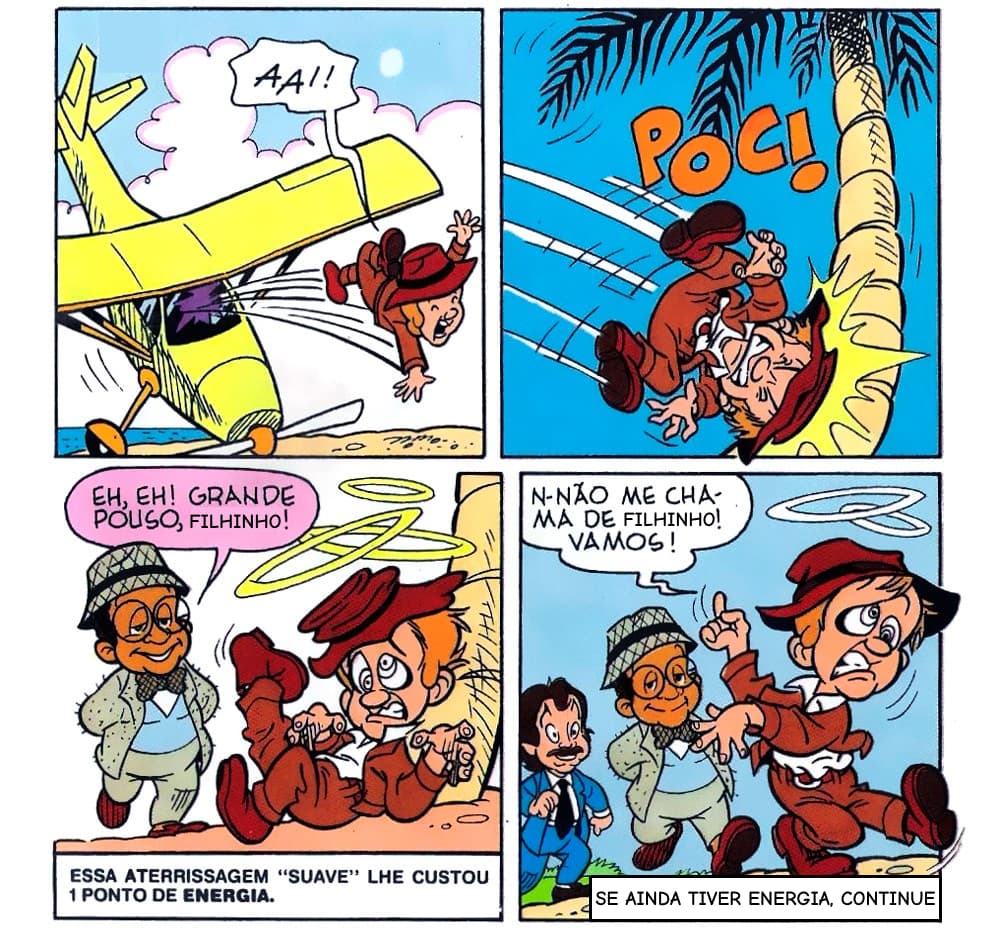 AAI!
POC!
EH, EH! GRANDE
POUSO, FILHINHO!
ESSA ATERRISSAGEM “SUAVE” LHE CUSTOU
1 PONTO DE ENERGIA.
N-NÃO ME CHA-
MA DE FILHINHO!
VAMOS!
SE AINDA TIVER ENERGIA, CONTINUE